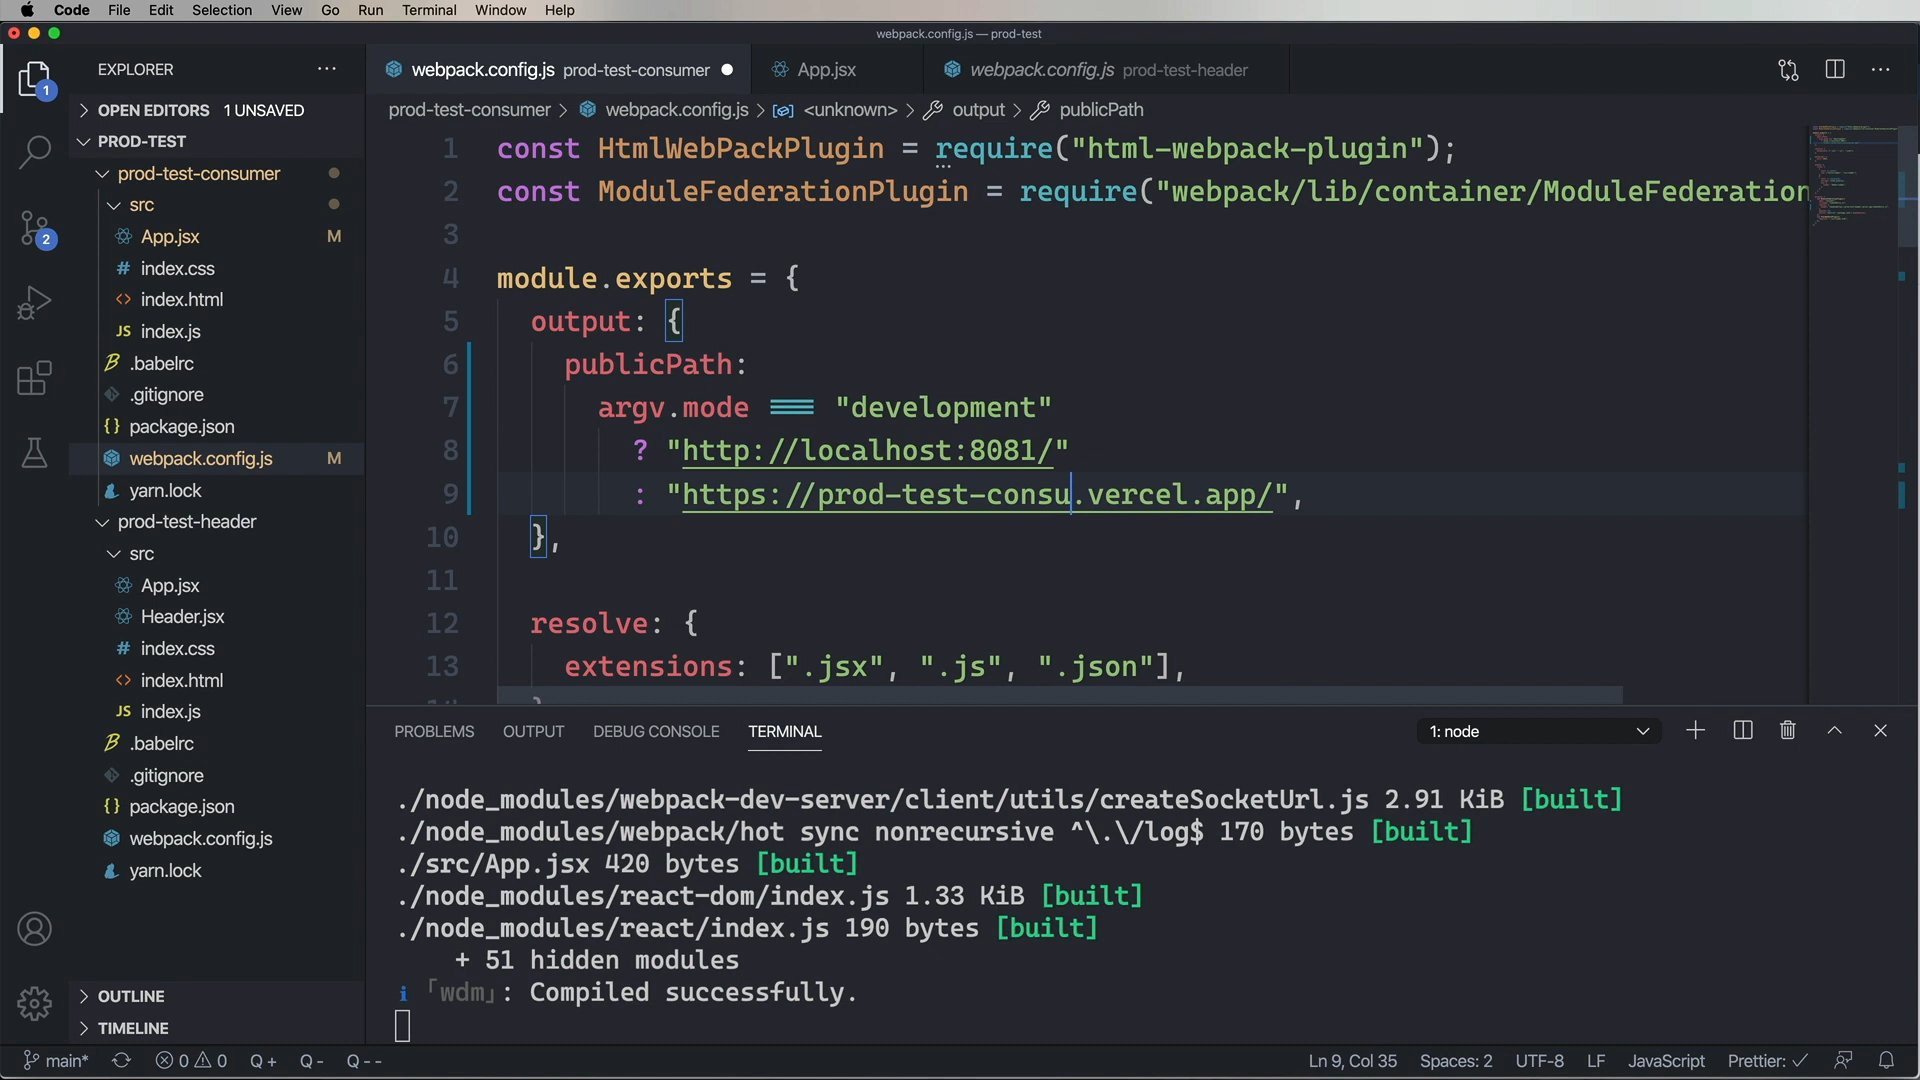 Code File Edit Selection View Go Run Terminal Window Help
webpack.config.js — prod-test
EXPLORER
1
2
OPEN EDITORS 1 UNSAVED
PROD-TEST
prod-test-consumer
src
App.jsx M
index.css
index.html
JS index.js
.babelrc
.gitignore
package.json
webpack.config.js M
yarn.lock
prod-test-header
src
App.jsx
Header.jsx
index.css
index.html
JS index.js
.babelrc
.gitignore
package.json
webpack.config.js
yarn.lock
OUTLINE
TIMELINE
webpack.config.js prod-test-consumer App.jsx webpack.config.js prod-test-header
prod-test-consumer > webpack.config.js > <unknown> > output > publicPath
1 const HtmlWebPackPlugin = require("html-webpack-plugin");
2 const ModuleFederationPlugin = require("webpack/lib/container/ModuleFederation
3
4 module.exports = {
5 output: {
6 publicPath:
7 argv.mode === "development"
8 ? "http://localhost:8081/"
9 : "https://prod-test-consu.vercel.app/",
10 },
11
12 resolve: {
13 extensions: [".jsx", ".js", ".json"],
PROBLEMS OUTPUT DEBUG CONSOLE TERMINAL 1: node
./node_modules/webpack-dev-server/client/utils/createSocketUrl.js 2.91 KiB [built]
./node_modules/webpack/hot sync nonrecursive ^\.\/log$ 170 bytes [built]
./src/App.jsx 420 bytes [built]
./node_modules/react-dom/index.js 1.33 KiB [built]
./node_modules/react/index.js 190 bytes [built]
+ 51 hidden modules
ℹ ｢wdm｣: Compiled successfully.
main* 0 0 Q + Q - Q - - Ln 9, Col 35 Spaces: 2 UTF-8 LF JavaScript Prettier: ✓